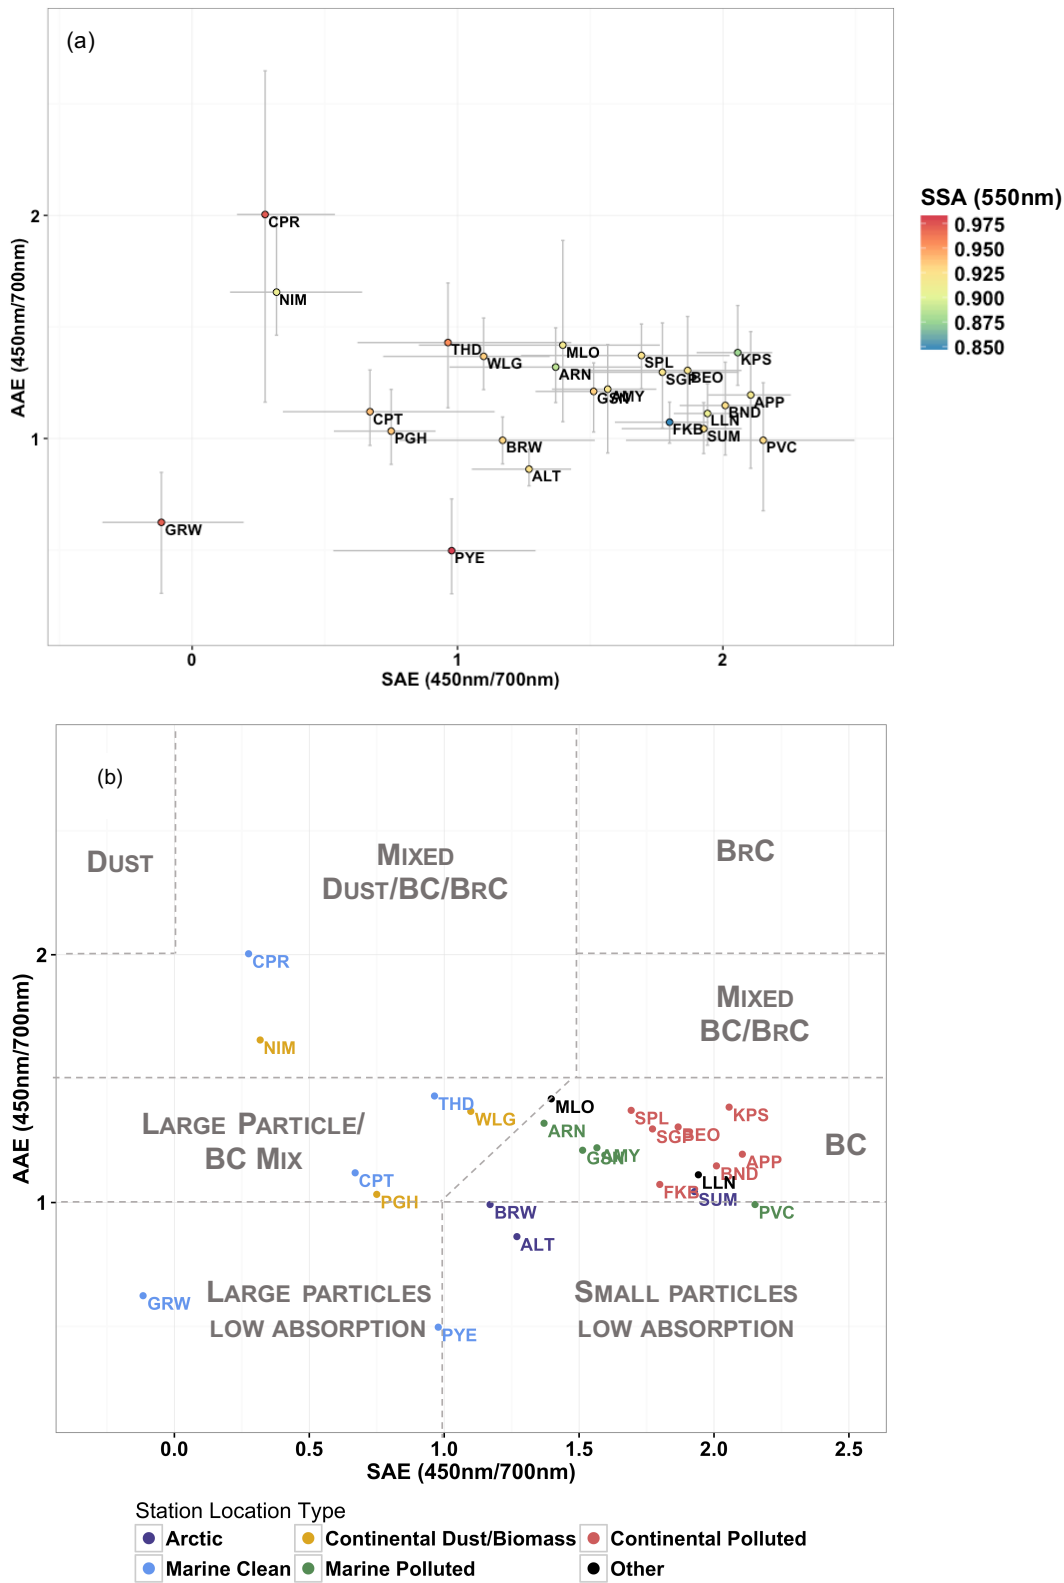 (a)
SSA (550nm)
0.975
0.950
0.925
0.900
0.875
0.850
AAE (450nm/700nm)
2
1
CPR
NIM
THD
WLG
MLO
ARN
SPL
SGP
BEO
KPS
GSN
AMY
APP
BND
LLN
FKB
SUM
PVC
CPT
PGH
BRW
ALT
GRW
PYE
0 1 2
SAE (450nm/700nm)
(b)
DUST
MIXED
DUST/BC/BRC
BRC
MIXED
BC/BRC
LARGE PARTICLE/
BC MIX
BC
LARGE PARTICLES
LOW ABSORPTION
SMALL PARTICLES
LOW ABSORPTION
AAE (450nm/700nm)
2
1
CPR
NIM
THD
WLG
MLO
ARN
SPL
SGP
BEO
KPS
GSN
AMY
APP
BND
LLN
FKB
SUM
PVC
CPT
PGH
BRW
ALT
GRW
PYE
0.0 0.5 1.0 1.5 2.0 2.5
SAE (450nm/700nm)
Station Location Type
Arctic Continental Dust/Biomass Continental Polluted
Marine Clean Marine Polluted Other